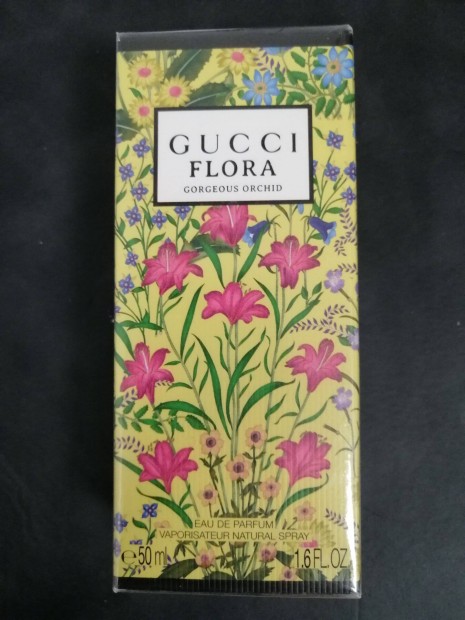 GUCCI
FLORA
GORGEOUS ORCHID
EAU DE PARFUM
VAPORISATEUR NATURAL SPRAY
℮ 50 ml 1.6 FL.OZ.